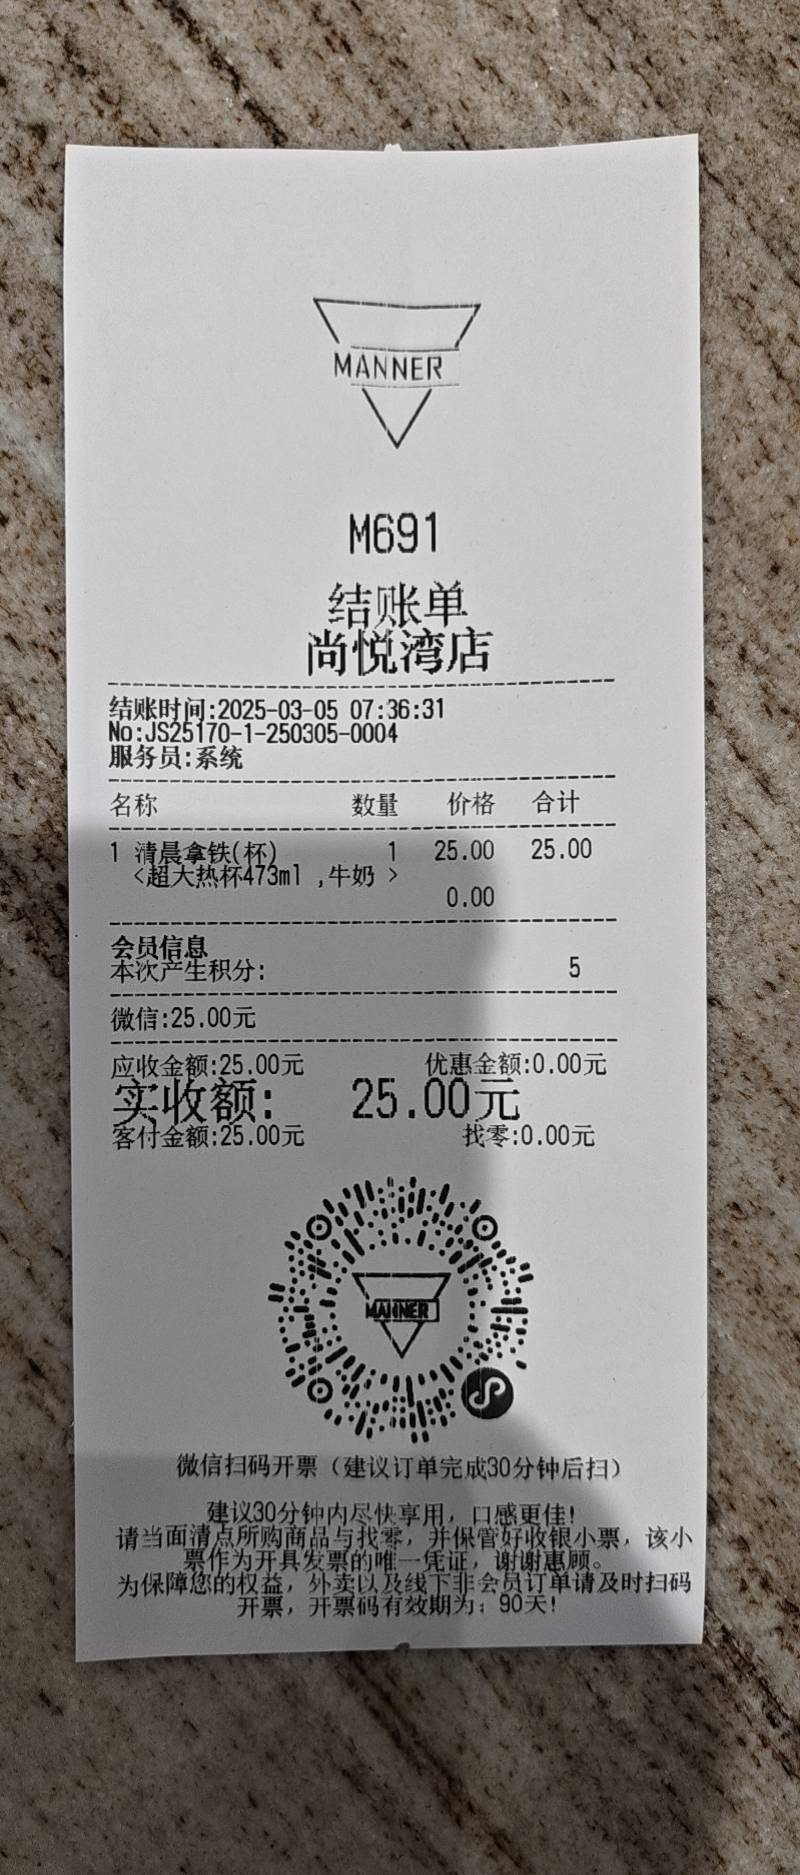 MANNER
M691
结账单
尚悦湾店
结账时间:2025-03-05 07:36:31
No:JS25170-1-250305-0004
服务员:系统
名称 数量 价格 合计
1 清晨拿铁(杯) 1 25.00 25.00
<超大热杯473ml ,牛奶 >
0.00
会员信息
本次产生积分: 5
微信:25.00元
应收金额:25.00元 优惠金额:0.00元
实收额: 25.00元
客付金额:25.00元 找零:0.00元
MANNER
微信扫码开票（建议订单完成30分钟后扫）
建议30分钟内尽快享用，口感更佳!
请当面清点所购商品与找零，并保管好收银小票，该小
票作为开具发票的唯一凭证，谢谢惠顾。
为保障您的权益，外卖以及线下非会员订单请及时扫码
开票，开票码有效期为：90天!